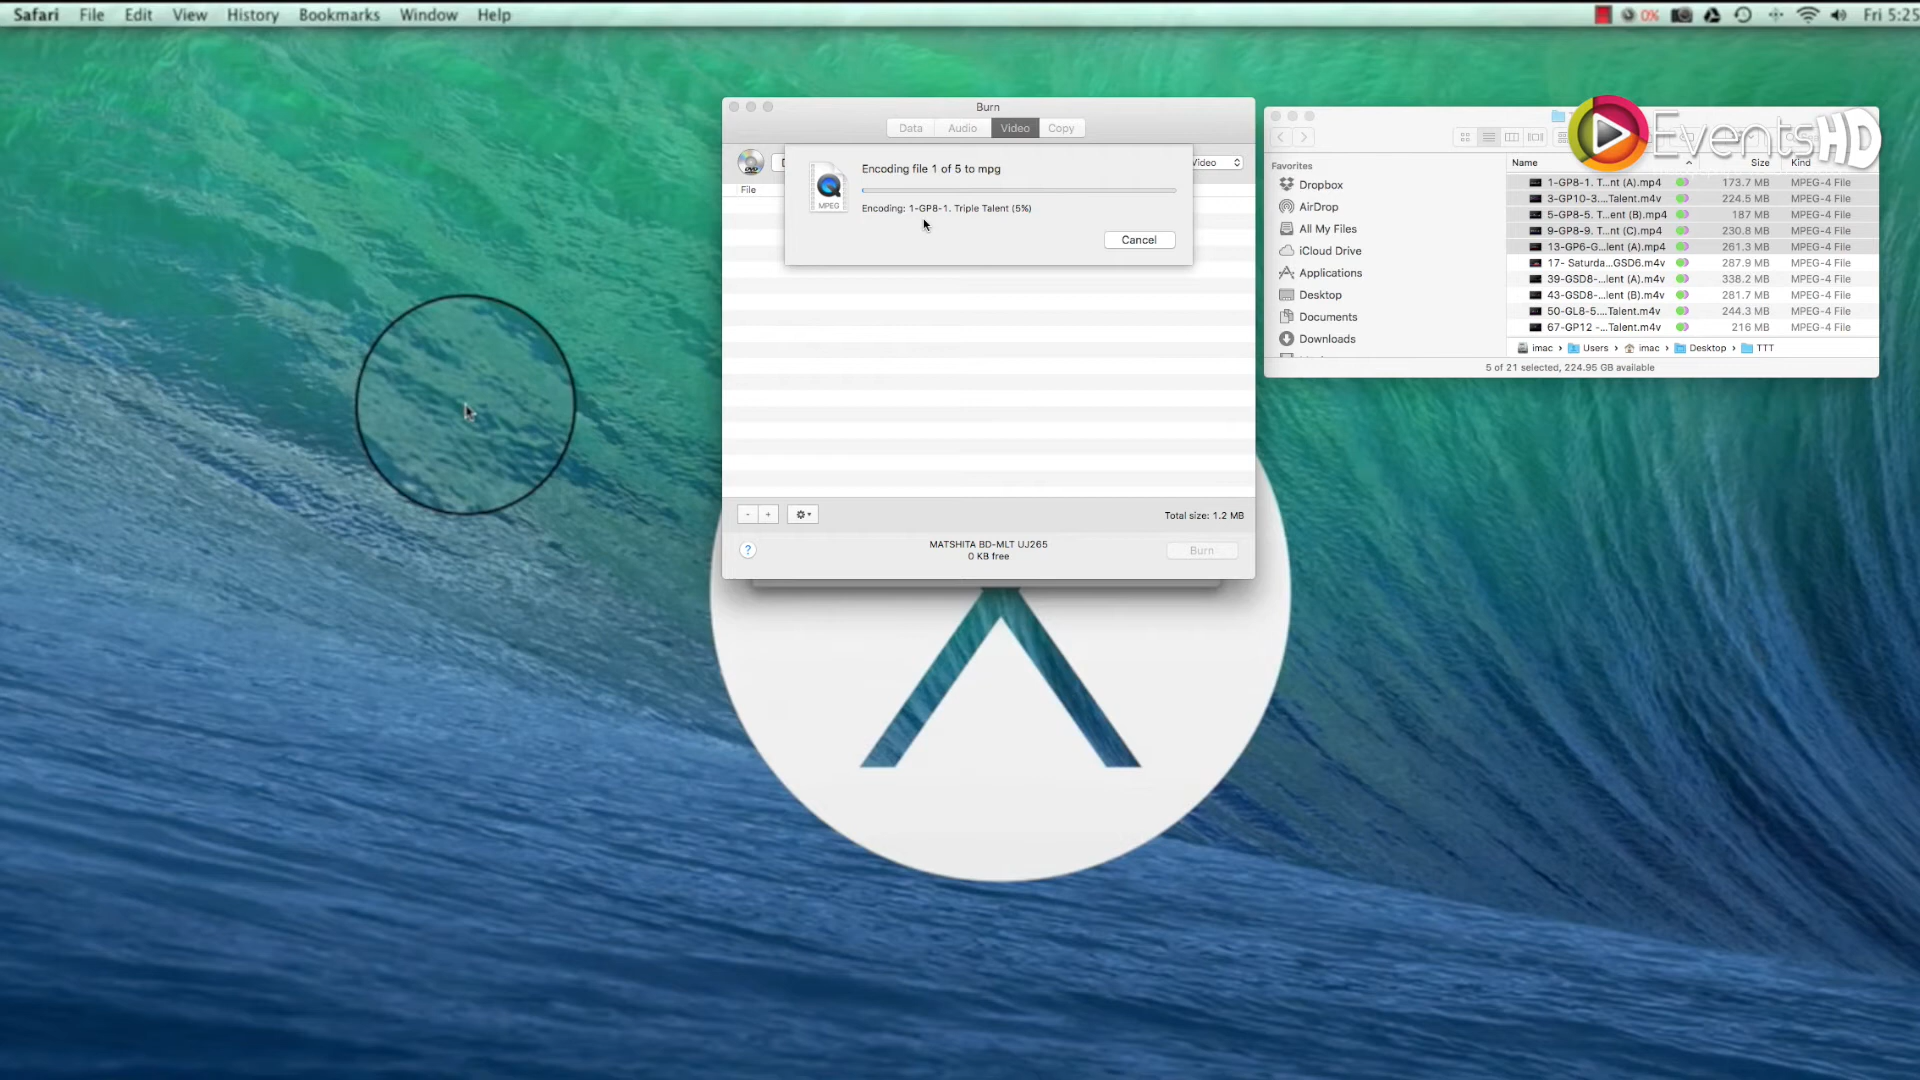 Safari File Edit View History Bookmarks Window Help
0% Fri 5:25
Burn
Data Audio Video Copy
DVD
Video
File
Encoding file 1 of 5 to mpg
MPEG
Encoding: 1-GP8-1. Triple Talent (5%)
Cancel
- +
Total size: 1.2 MB
?
MATSHITA BD-MLT UJ265
0 KB free
Burn
EventsHD
Favorites
Dropbox
AirDrop
All My Files
iCloud Drive
Applications
Desktop
Documents
Downloads
Name Size Kind
1-GP8-1. T...nt (A).mp4 173.7 MB MPEG-4 File
3-GP10-3....Talent.m4v 224.5 MB MPEG-4 File
5-GP8-5. T...ent (B).mp4 187 MB MPEG-4 File
9-GP8-9. T...nt (C).mp4 230.8 MB MPEG-4 File
13-GP6-G...lent (A).mp4 261.3 MB MPEG-4 File
17- Saturda...GSD6.m4v 287.9 MB MPEG-4 File
39-GSD8-...lent (A).m4v 338.2 MB MPEG-4 File
43-GSD8-...lent (B).m4v 281.7 MB MPEG-4 File
50-GL8-5....Talent.m4v 244.3 MB MPEG-4 File
67-GP12 -...Talent.m4v 216 MB MPEG-4 File
imac › Users › imac › Desktop › TTT
5 of 21 selected, 224.95 GB available